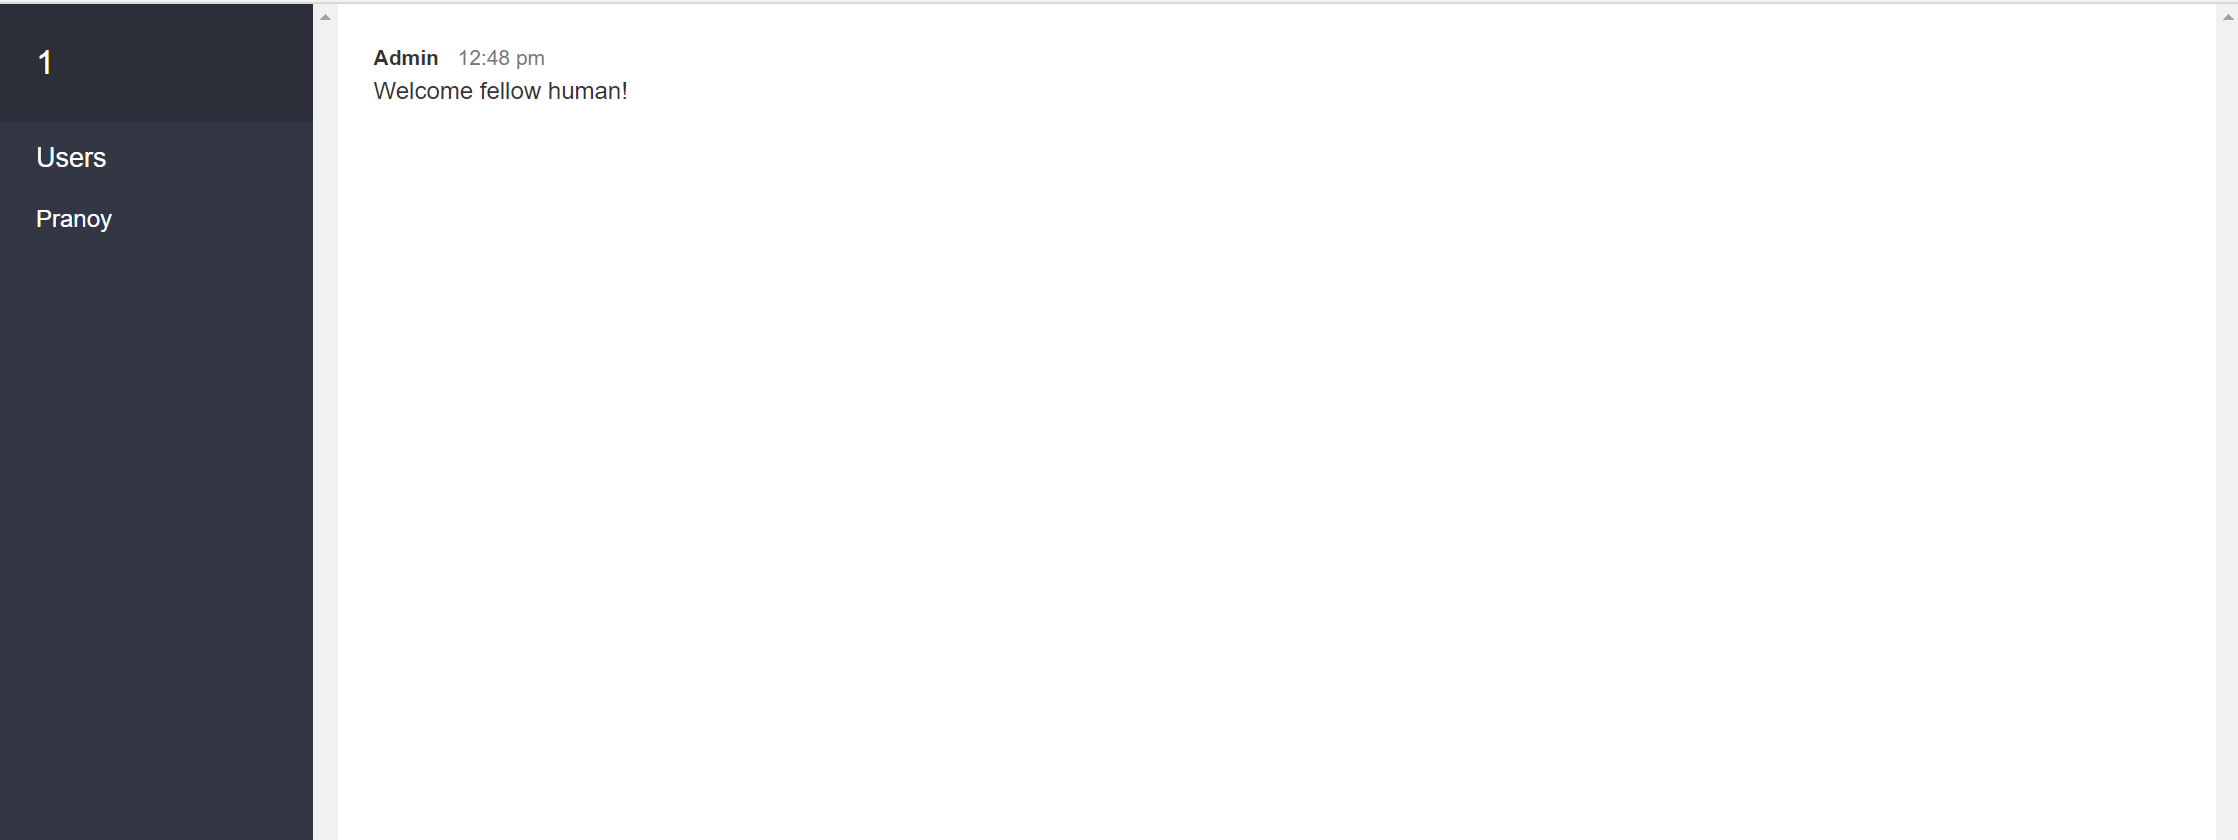 1
Users
Pranoy
Admin 12:48 pm
Welcome fellow human!